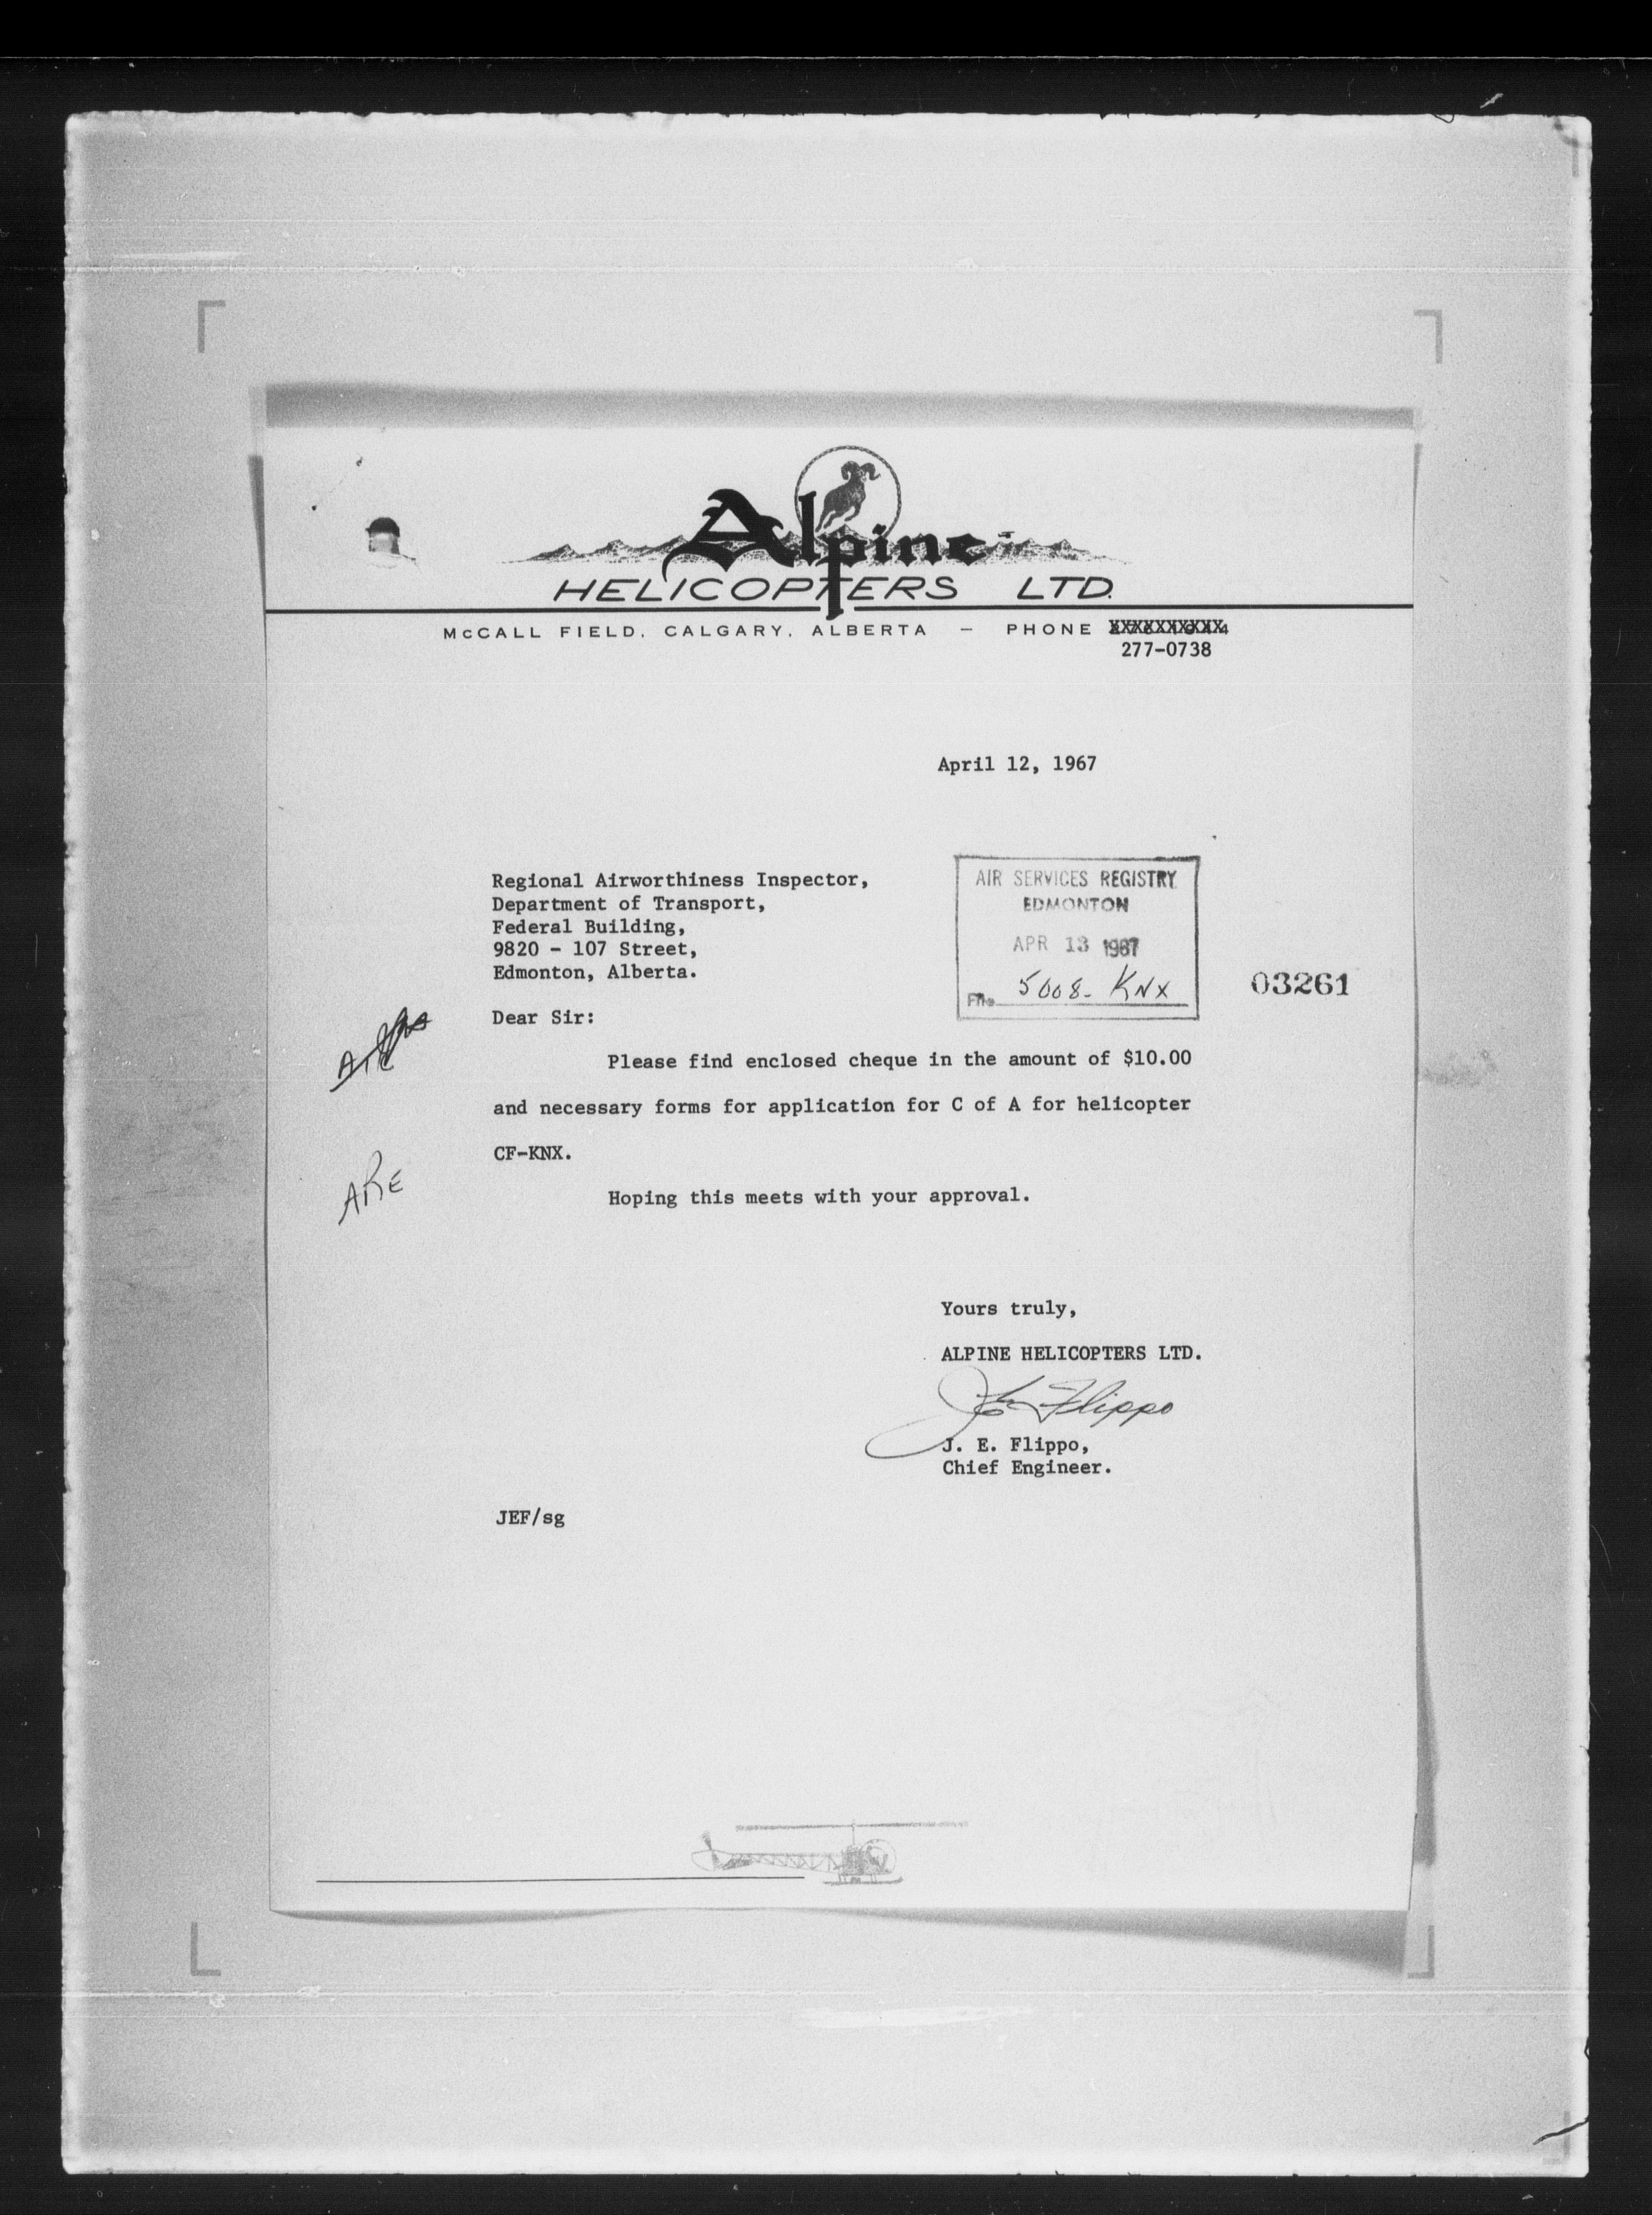 Alpine
HELICOPTERS LTD.
McCALL FIELD, CALGARY, ALBERTA — PHONE
277-0738
April 12, 1967
Regional Airworthiness Inspector,
Department of Transport,
Federal Building,
9820 - 107 Street,
Edmonton, Alberta.
AIR SERVICES REGISTRY
EDMONTON
APR 13 1967
File 5008-KNX
03261
Dear Sir:
Please find enclosed cheque in the amount of $10.00
and necessary forms for application for C of A for helicopter
CF-KNX.
ARE
Hoping this meets with your approval.
Yours truly,
ALPINE HELICOPTERS LTD.
J. E. Flippo
J. E. Flippo,
Chief Engineer.
JEF/sg